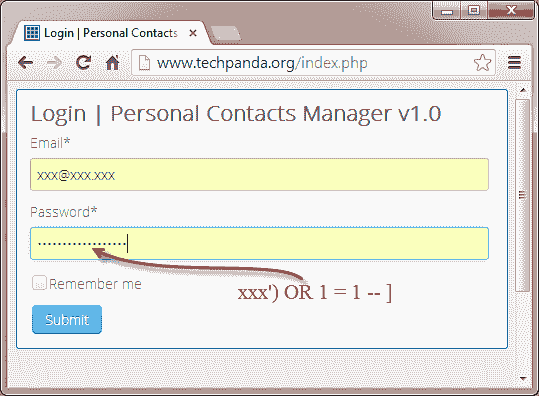 Login | Personal Contacts
www.techpanda.org/index.php
Login | Personal Contacts Manager v1.0
Email*
xxx@xxx.xxx
Password*
••••••••••••••••••
Remember me
xxx') OR 1 = 1 -- ]
Submit